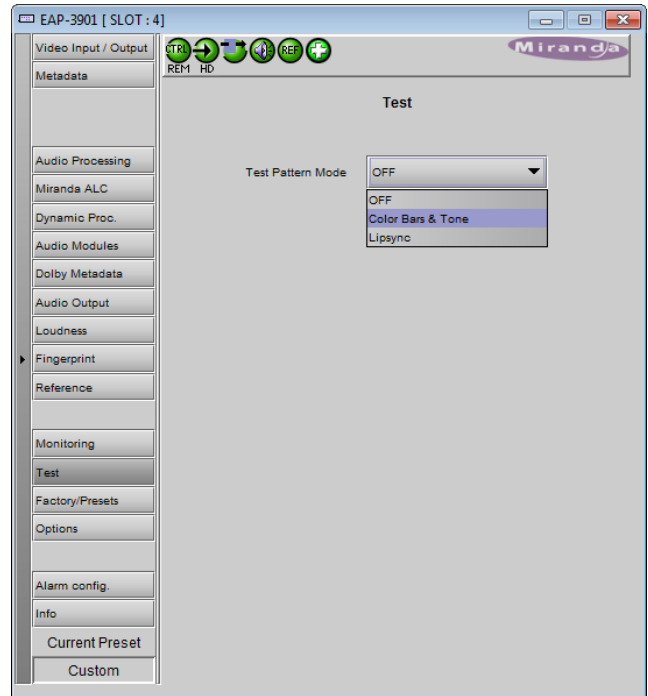 EAP-3901 [ SLOT : 4]
Video Input / Output
Metadata
Audio Processing
Miranda ALC
Dynamic Proc.
Audio Modules
Dolby Metadata
Audio Output
Loudness
Fingerprint
Reference
Monitoring
Test
Factory/Presets
Options
Alarm config.
Info
Current Preset
Custom
CTRL
REF
REM HD
Miranda
Test
Test Pattern Mode OFF
OFF
Color Bars & Tone
Lipsync